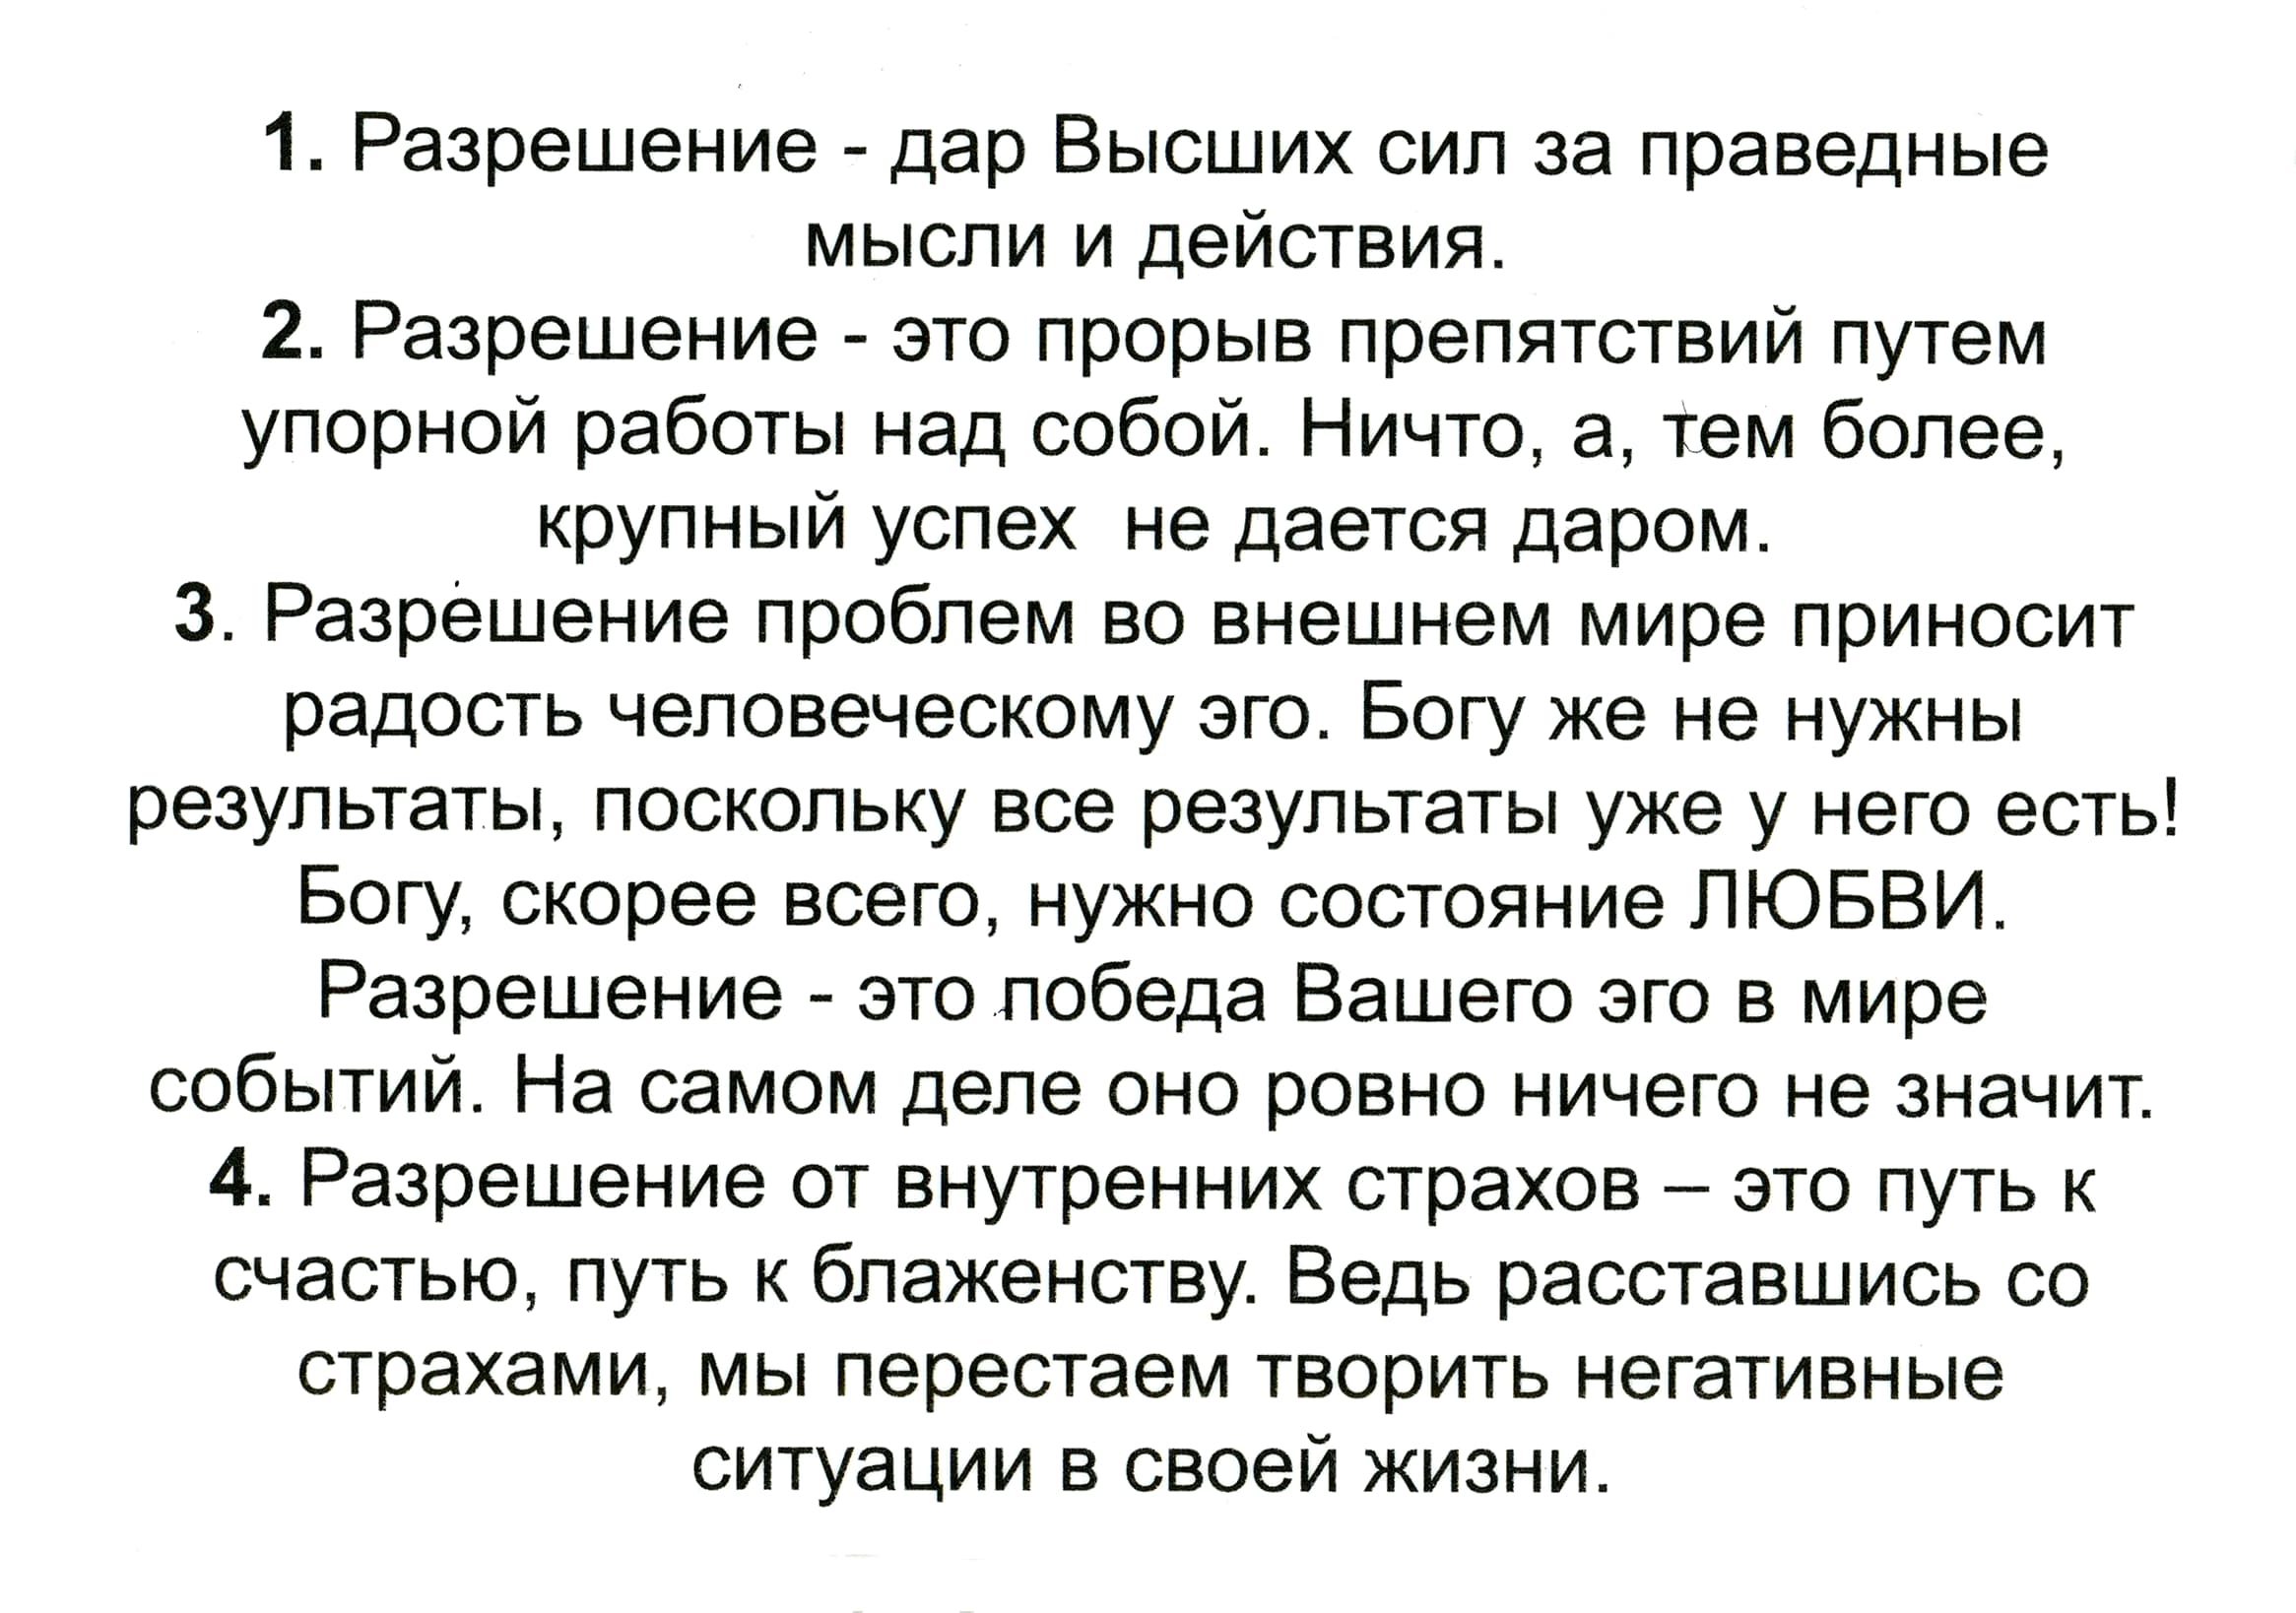 1. Разрешение - дар Высших сил за праведные
мысли и действия.
2. Разрешение - это прорыв препятствий путем
упорной работы над собой. Ничто, а, тем более,
крупный успех  не дается даром.
3. Разрешение проблем во внешнем мире приносит
радость человеческому эго. Богу же не нужны
результаты, поскольку все результаты уже у него есть!
Богу, скорее всего, нужно состояние ЛЮБВИ.
Разрешение - это победа Вашего эго в мире
событий. На самом деле оно ровно ничего не значит.
4. Разрешение от внутренних страхов – это путь к
счастью, путь к блаженству. Ведь расставшись со
страхами, мы перестаем творить негативные
ситуации в своей жизни.